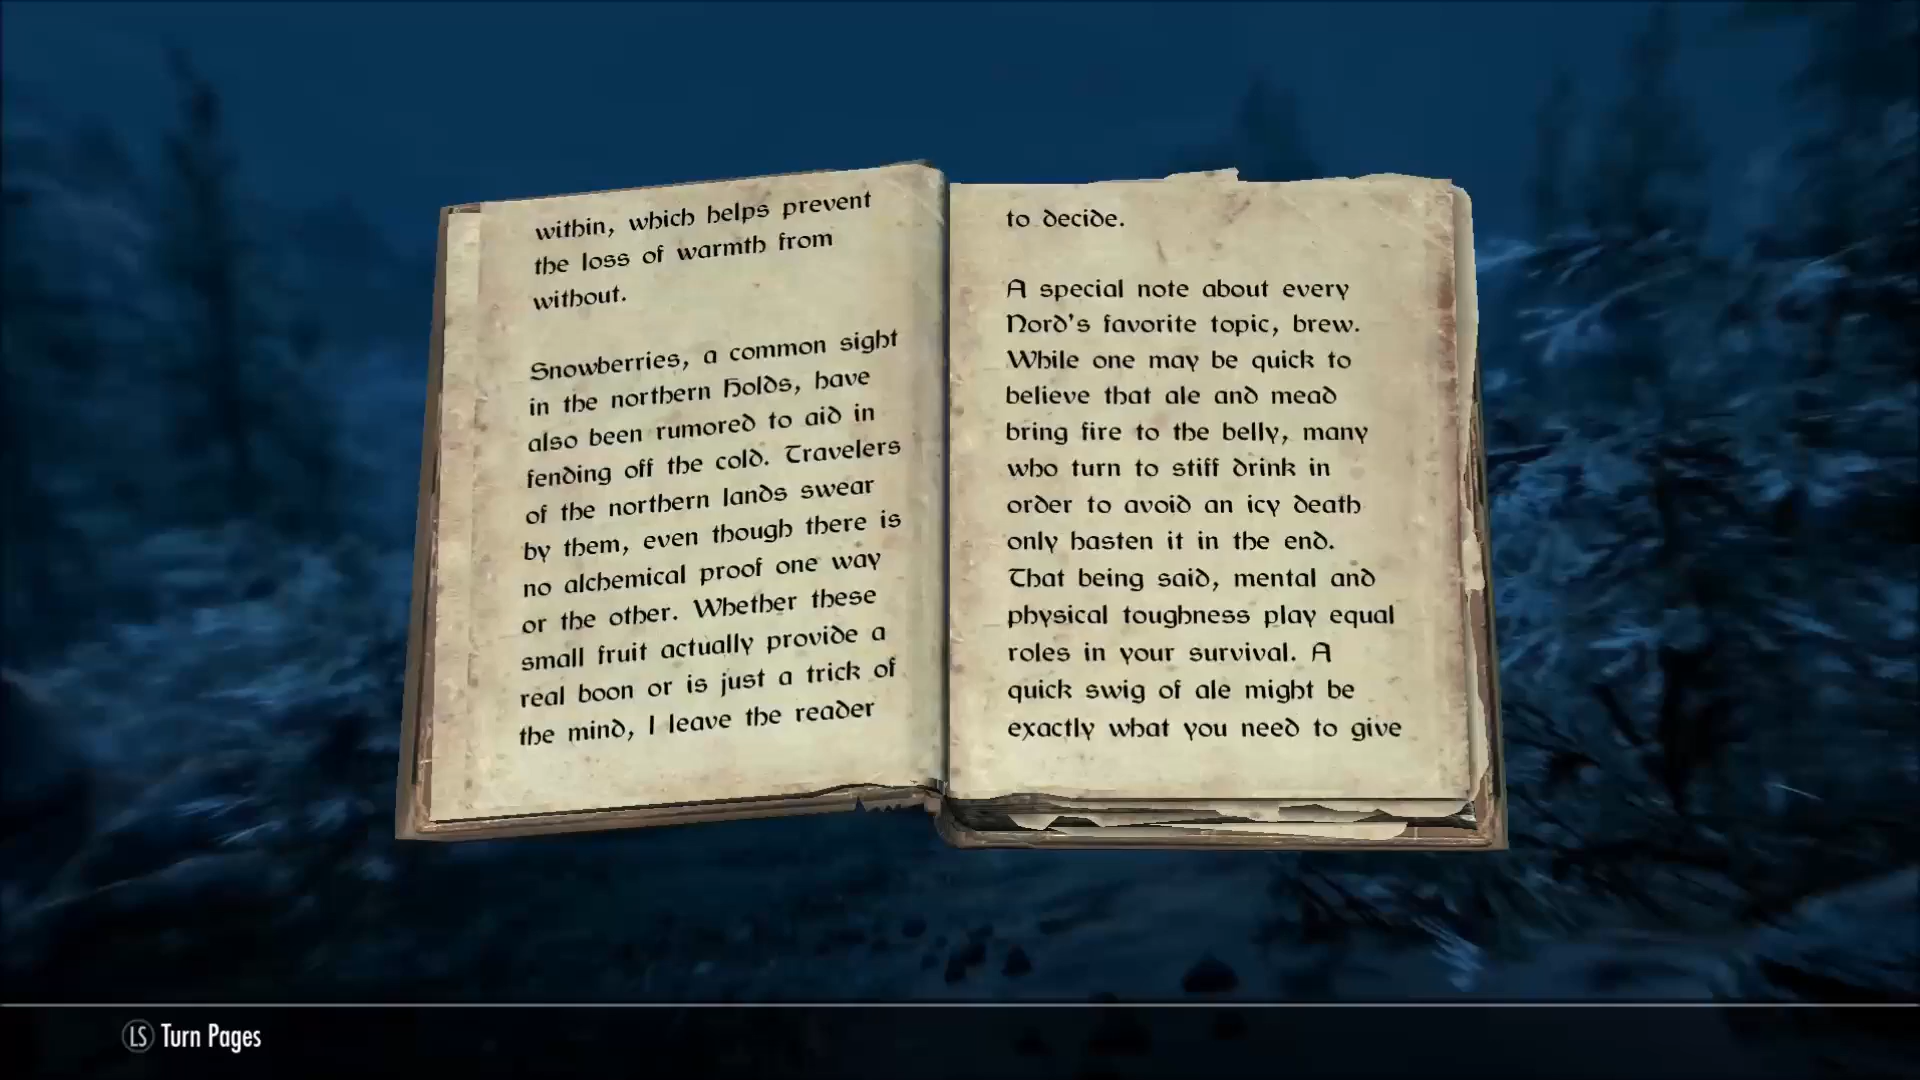 within, which helps prevent
the loss of warmth from
without.
Snowberries, a common sight
in the northern Holds, have
also been rumored to aid in
fending off the cold. Travelers
of the northern lands swear
by them, even though there is
no alchemical proof one way
or the other. Whether these
small fruit actually provide a
real boon or is just a trick of
the mind, I leave the reader
to decide.
A special note about every
Nord's favorite topic, brew.
While one may be quick to
believe that ale and mead
bring fire to the belly, many
who turn to stiff drink in
order to avoid an icy death
only hasten it in the end.
That being said, mental and
physical toughness play equal
roles in your survival. A
quick swig of ale might be
exactly what you need to give
LS Turn Pages